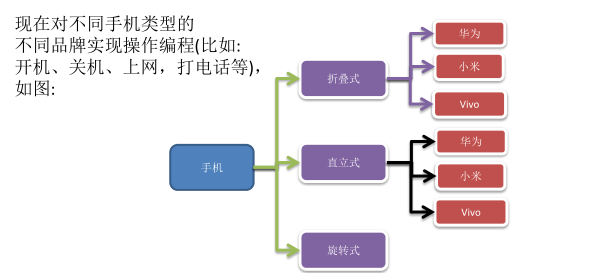 现在对不同手机类型的
不同品牌实现操作编程(比如:
开机、关机、上网，打电话等)，
如图:
手机
折叠式
华为
小米
Vivo
直立式
华为
小米
Vivo
旋转式